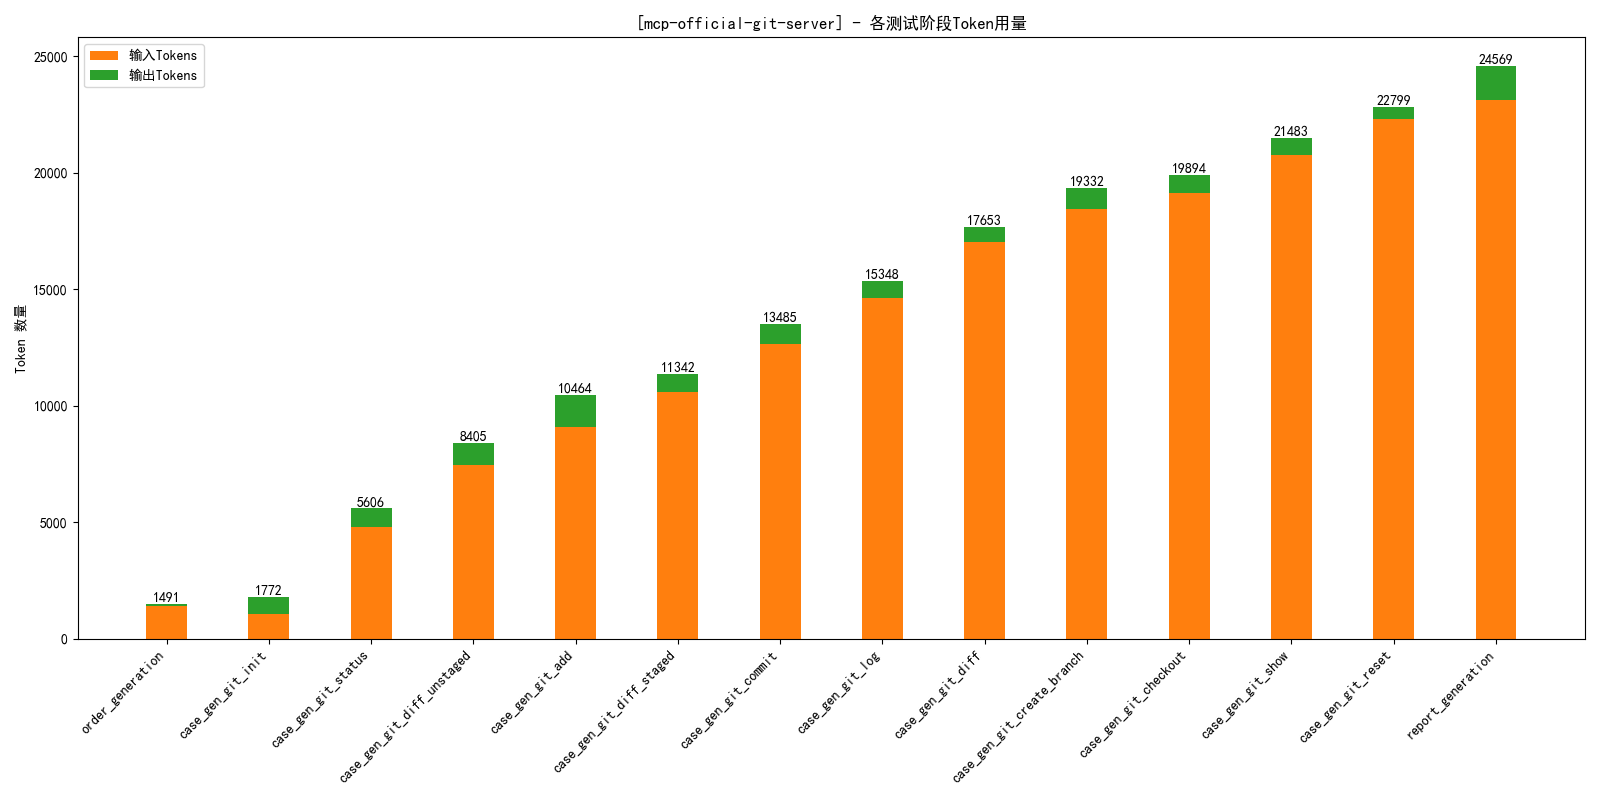 [mcp-official-git-server] - 各测试阶段Token用量
输入Tokens
输出Tokens
Token 数量
25000
20000
15000
10000
5000
0
1491
1772
5606
8405
10464
11342
13485
15348
17653
19332
19894
21483
22799
24569
order_generation
case_gen_git_init
case_gen_git_status
case_gen_git_diff_unstaged
case_gen_git_add
case_gen_git_diff_staged
case_gen_git_commit
case_gen_git_log
case_gen_git_diff
case_gen_git_create_branch
case_gen_git_checkout
case_gen_git_show
case_gen_git_reset
report_generation